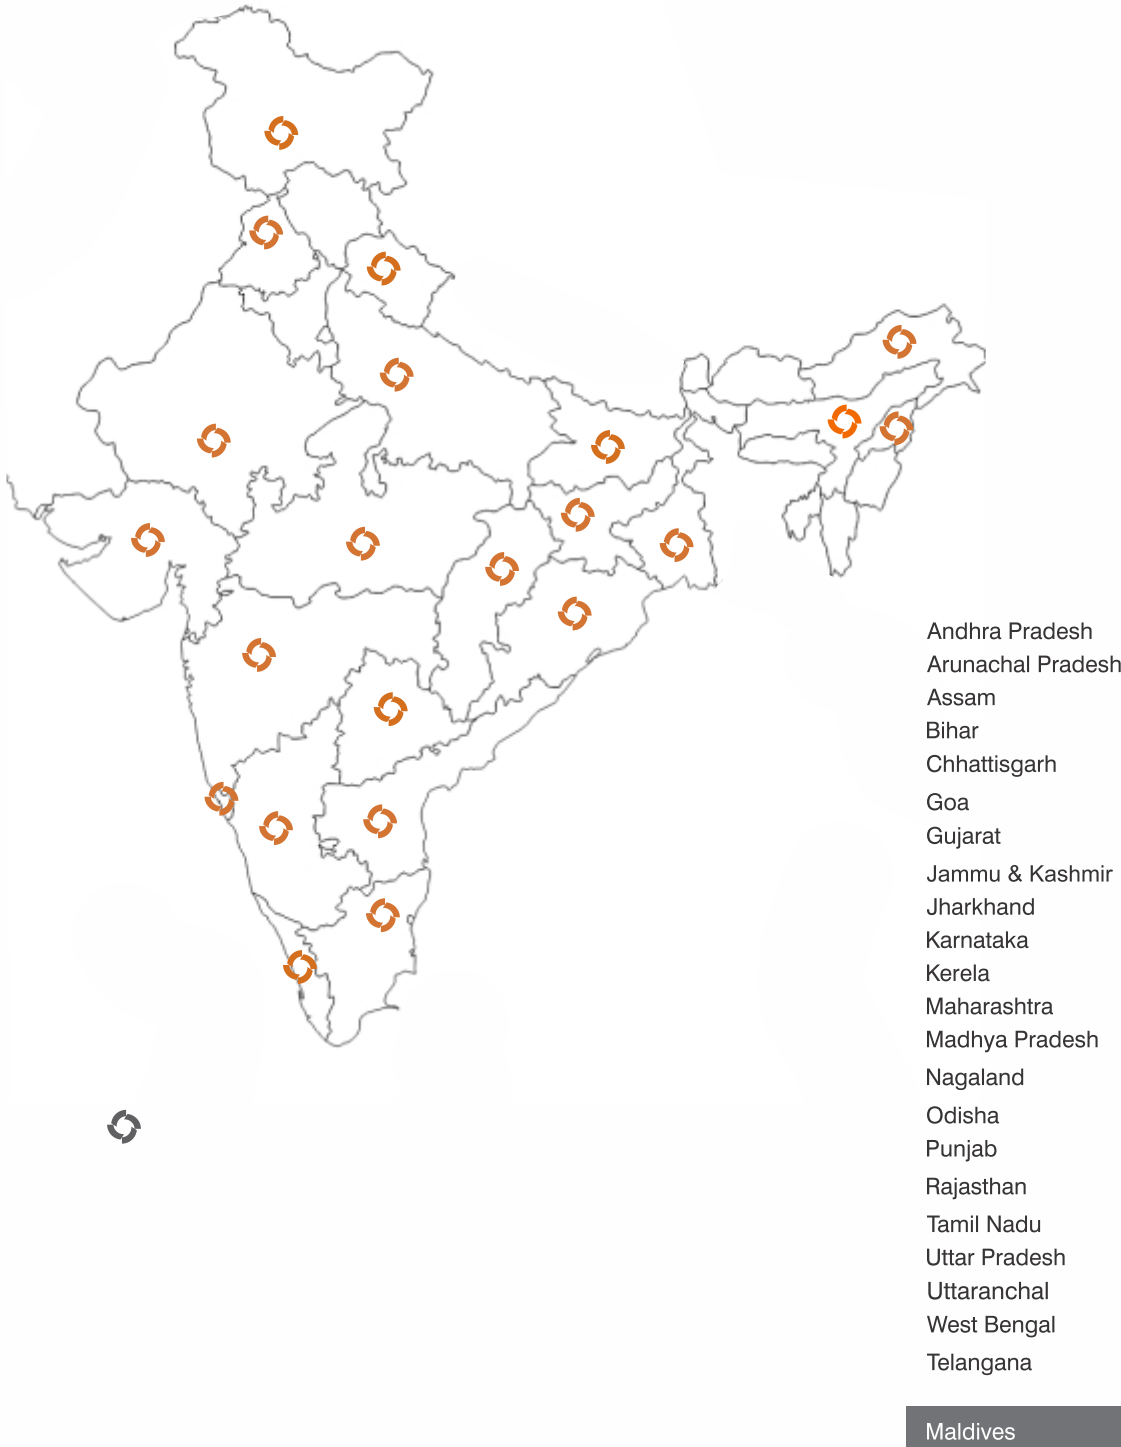 Andhra Pradesh
Arunachal Pradesh
Assam
Bihar
Chhattisgarh
Goa
Gujarat
Jammu & Kashmir
Jharkhand
Karnataka
Kerela
Maharashtra
Madhya Pradesh
Nagaland
Odisha
Punjab
Rajasthan
Tamil Nadu
Uttar Pradesh
Uttaranchal
West Bengal
Telangana
Maldives